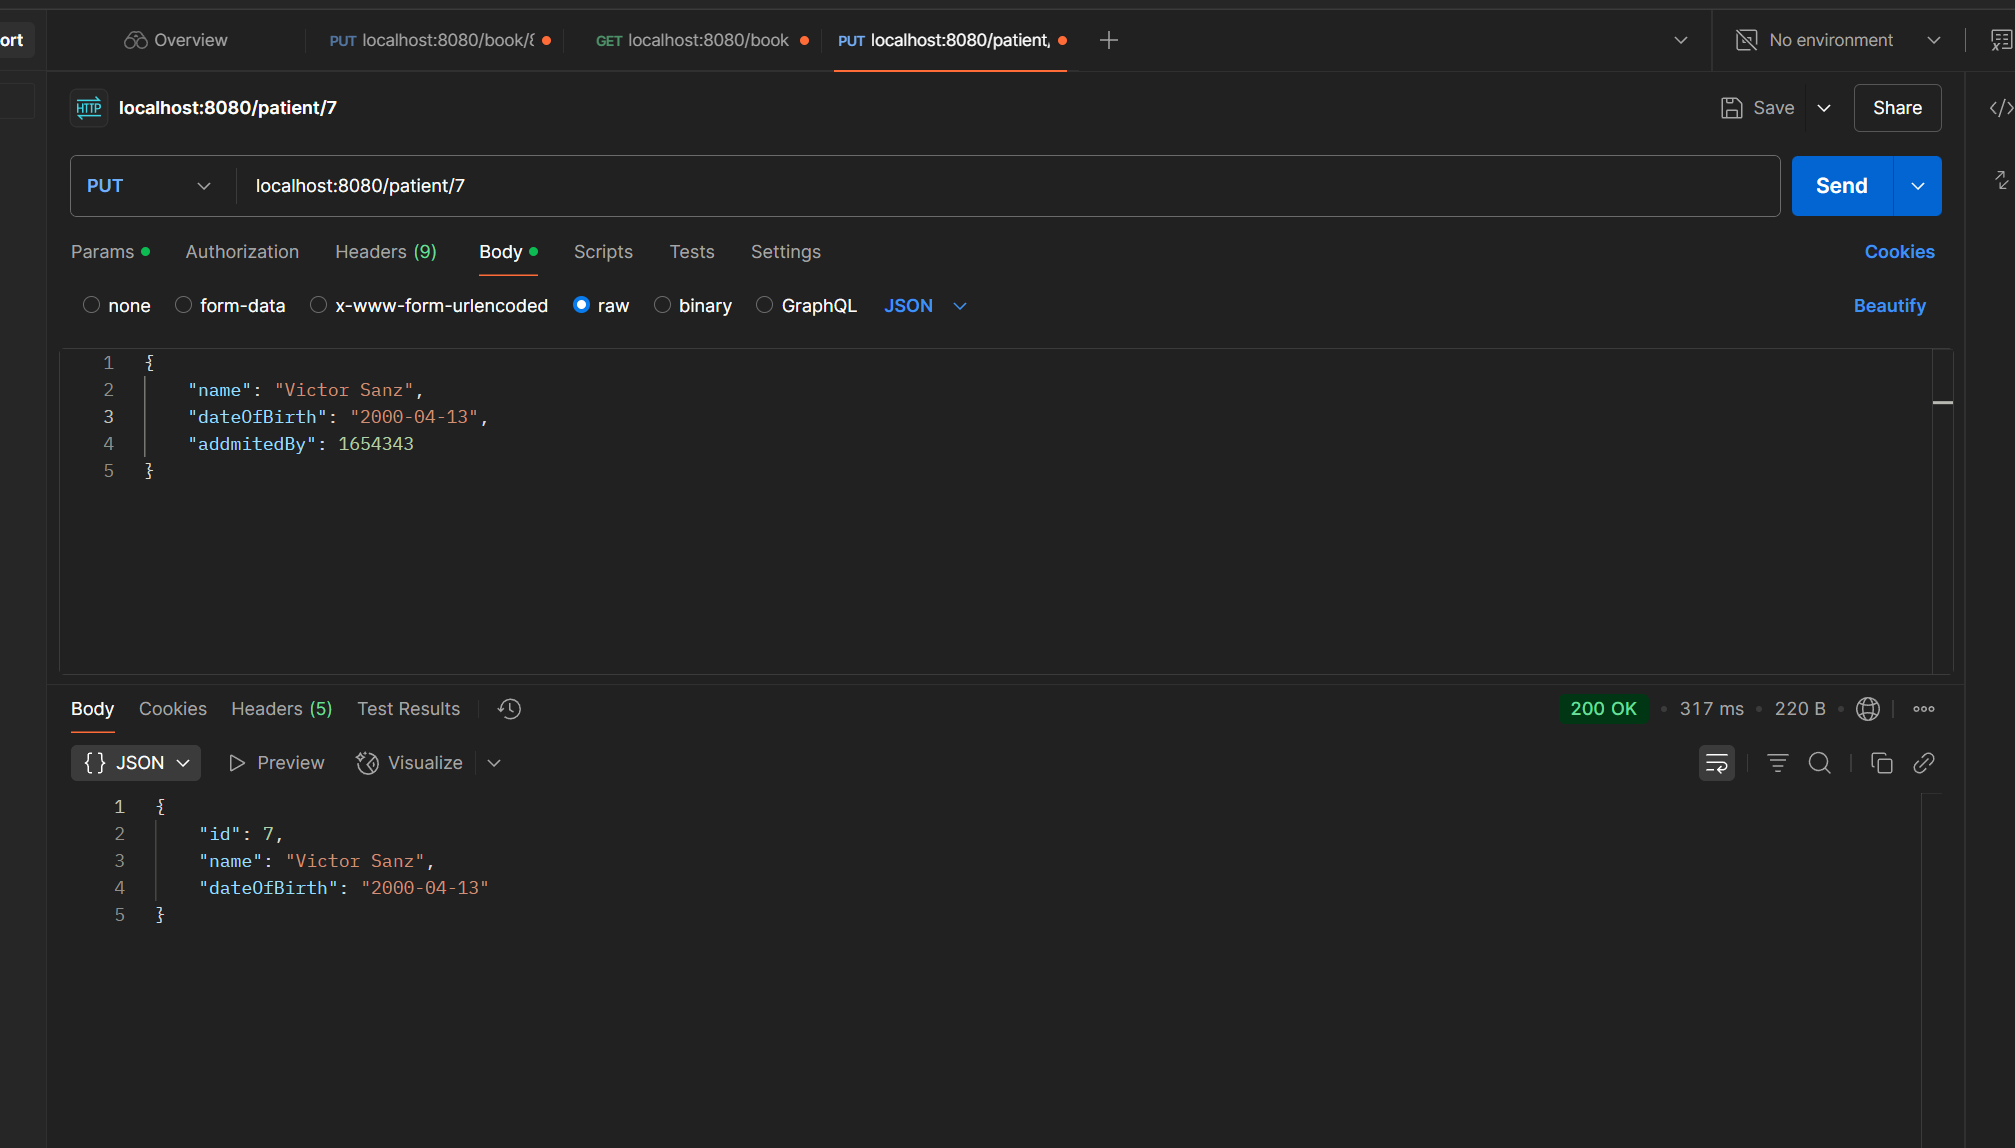 ort
Overview
PUT localhost:8080/book/8
GET localhost:8080/book
PUT localhost:8080/patient/
No environment
HTTP localhost:8080/patient/7
Save
Share
PUT
localhost:8080/patient/7
Send
Params
Authorization
Headers (9)
Body
Scripts
Tests
Settings
Cookies
none
form-data
x-www-form-urlencoded
raw
binary
GraphQL
JSON
Beautify
1 {
2 "name": "Victor Sanz",
3 "dateOfBirth": "2000-04-13",
4 "addmitedBy": 1654343
5 }
Body
Cookies
Headers (5)
Test Results
200 OK
317 ms
220 B
{} JSON
Preview
Visualize
1 {
2 "id": 7,
3 "name": "Victor Sanz",
4 "dateOfBirth": "2000-04-13"
5 }